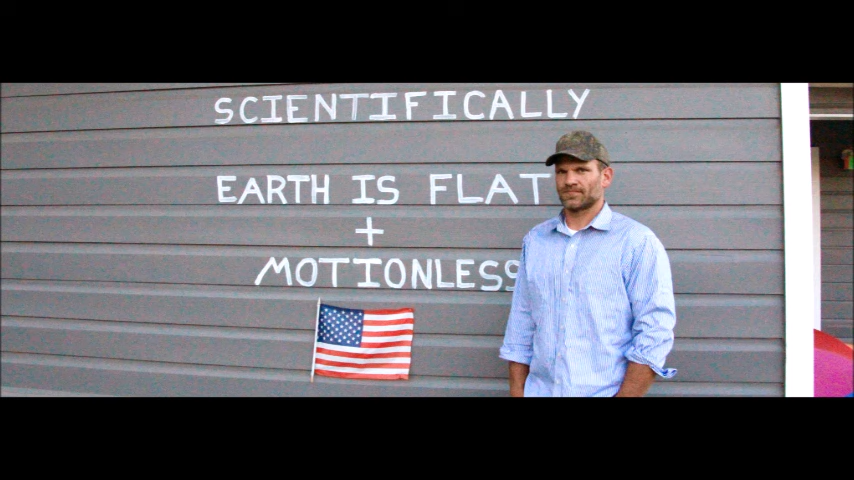 SCIENTIFICALLY
EARTH IS FLAT
+
MOTIONLESS